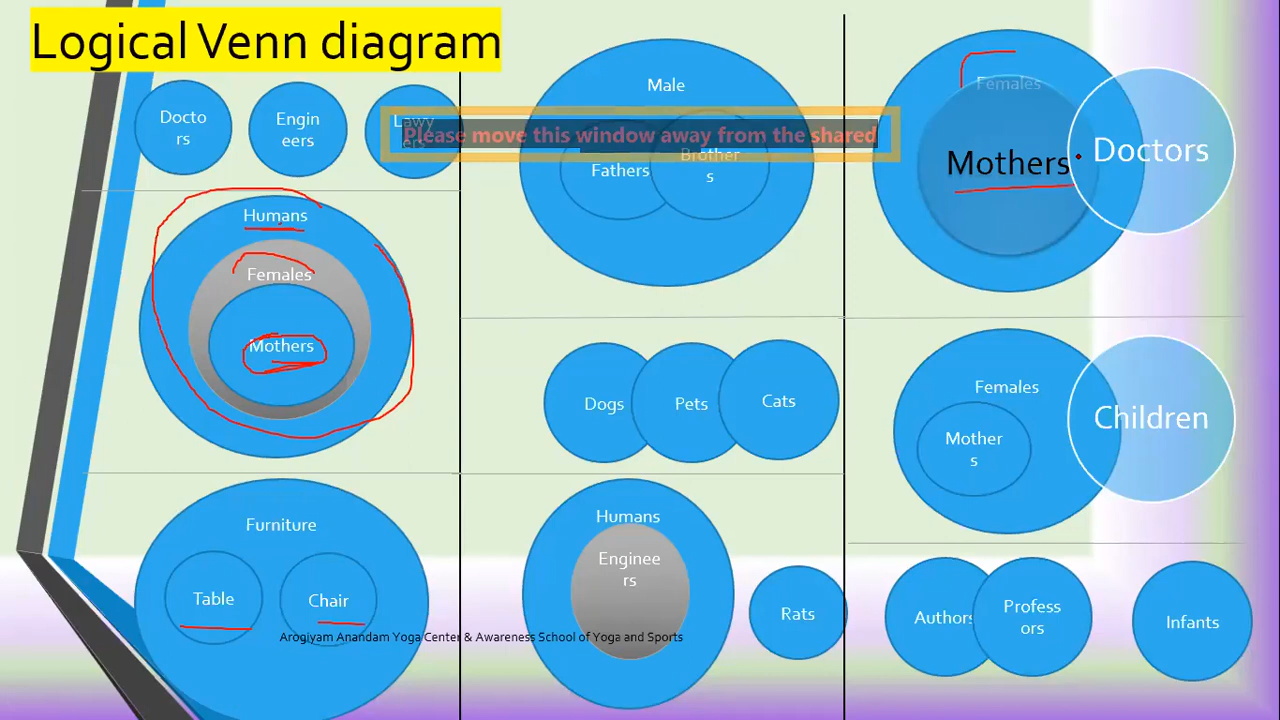 Logical Venn diagram
Docto
rs
Engin
eers
Lawy
ers
Please move this window away from the shared
Male
Fathers
Brother
s
Females
Mothers
Doctors
Humans
Females
Mothers
Dogs
Pets
Cats
Females
Mother
s
Children
Furniture
Table
Chair
Humans
Enginee
rs
Rats
Authors
Profess
ors
Infants
Arogiyam Anandam Yoga Center & Awareness School of Yoga and Sports